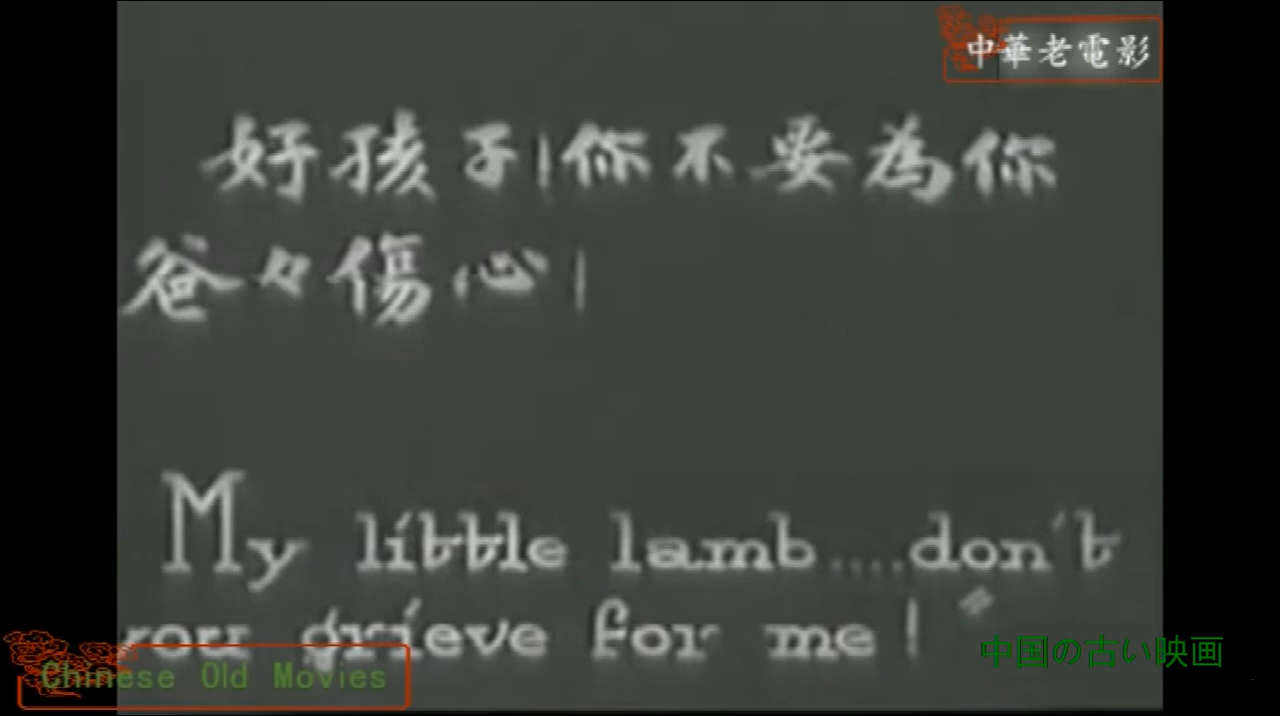 中華老電影
好孩子！你不要為你
爸々傷心！
My little lamb....don't
you grieve for me!
中国の古い映画
Chinese Old Movies